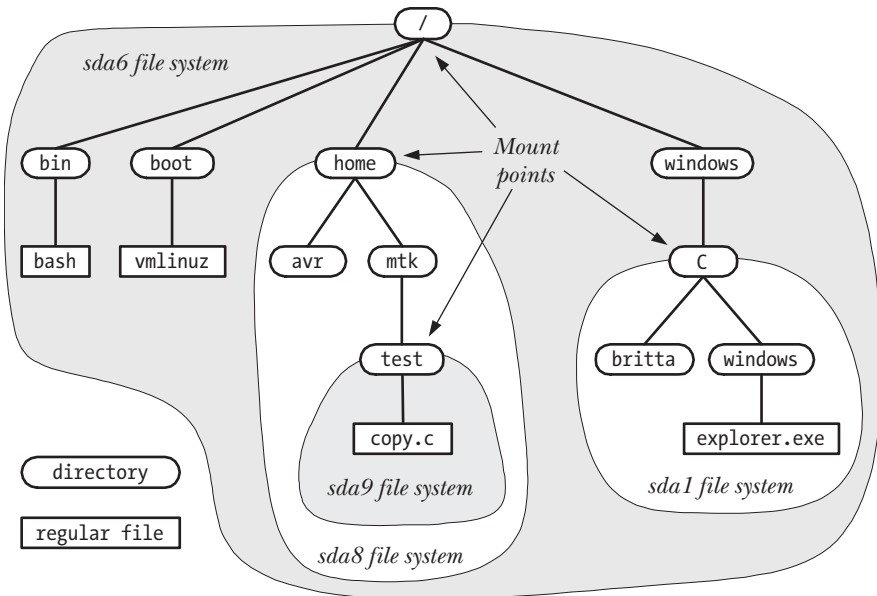 /
sda6 file system
bin
boot
home
Mount
points
windows
bash
vmlinuz
avr
mtk
C
test
britta
windows
copy.c
explorer.exe
directory
sda9 file system
sda1 file system
regular file
sda8 file system